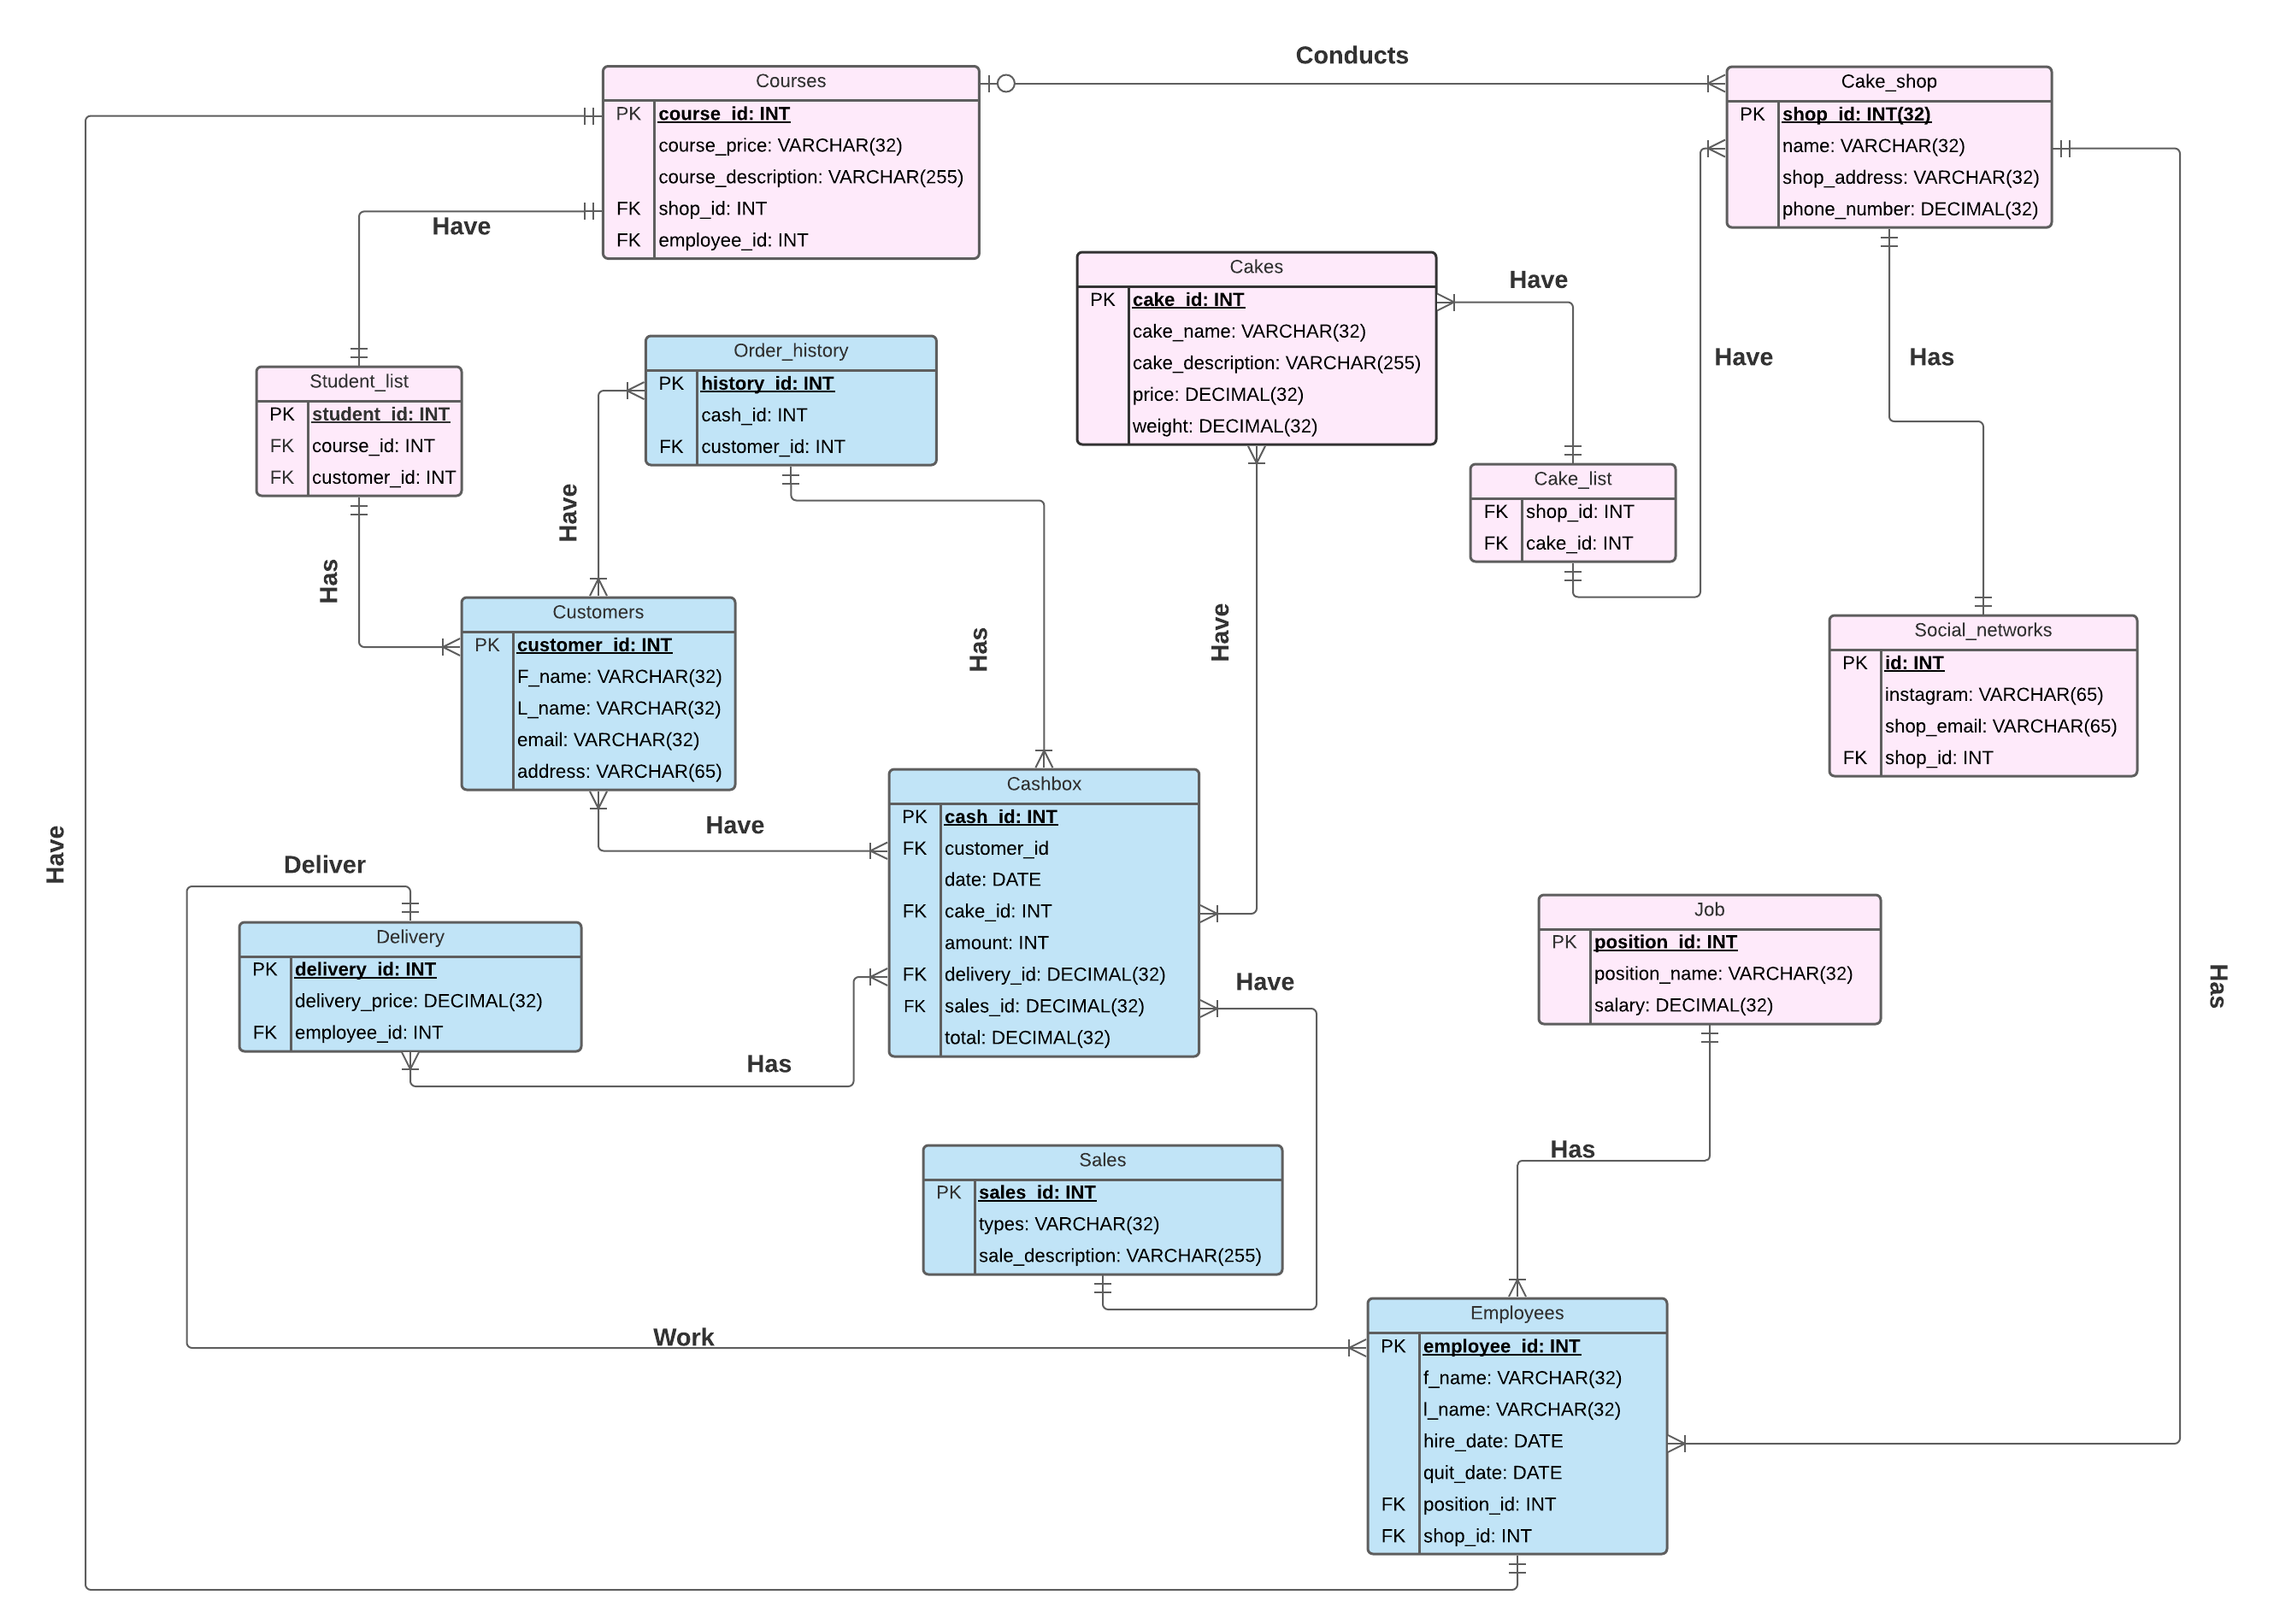 Conducts
Courses
PK course_id: INT
course_price: VARCHAR(32)
course_description: VARCHAR(255)
FK shop_id: INT
FK employee_id: INT
Cake_shop
PK shop_id: INT(32)
name: VARCHAR(32)
shop_address: VARCHAR(32)
phone_number: DECIMAL(32)
Have
Cakes
PK cake_id: INT
cake_name: VARCHAR(32)
cake_description: VARCHAR(255)
price: DECIMAL(32)
weight: DECIMAL(32)
Have
Have
Has
Order_history
PK history_id: INT
cash_id: INT
FK customer_id: INT
Student_list
PK student_id: INT
FK course_id: INT
FK customer_id: INT
Cake_list
FK shop_id: INT
FK cake_id: INT
Have
Has
Customers
PK customer_id: INT
F_name: VARCHAR(32)
L_name: VARCHAR(32)
email: VARCHAR(32)
address: VARCHAR(65)
Has
Have
Social_networks
PK id: INT
instagram: VARCHAR(65)
shop_email: VARCHAR(65)
FK shop_id: INT
Cashbox
PK cash_id: INT
FK customer_id
date: DATE
FK cake_id: INT
amount: INT
FK delivery_id: DECIMAL(32)
FK sales_id: DECIMAL(32)
total: DECIMAL(32)
Have
Have
Deliver
Delivery
PK delivery_id: INT
delivery_price: DECIMAL(32)
FK employee_id: INT
Job
PK position_id: INT
position_name: VARCHAR(32)
salary: DECIMAL(32)
Have
Has
Has
Has
Sales
PK sales_id: INT
types: VARCHAR(32)
sale_description: VARCHAR(255)
Work
Employees
PK employee_id: INT
f_name: VARCHAR(32)
l_name: VARCHAR(32)
hire_date: DATE
quit_date: DATE
FK position_id: INT
FK shop_id: INT